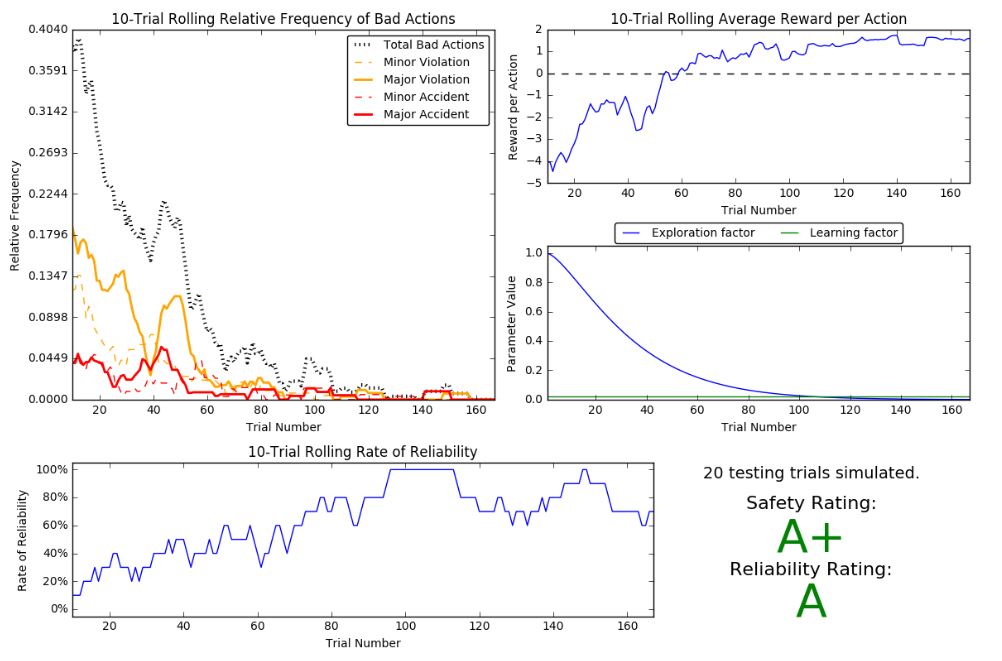 10-Trial Rolling Relative Frequency of Bad Actions
0.4040
0.3591
0.3142
0.2693
0.2244
0.1796
0.1347
0.0898
0.0449
0.0000
Relative Frequency
Total Bad Actions
Minor Violation
Major Violation
Minor Accident
Major Accident
20 40 60 80 100 120 140 160
Trial Number
10-Trial Rolling Average Reward per Action
2
1
0
−1
−2
−3
−4
−5
Reward per Action
20 40 60 80 100 120 140 160
Trial Number
Exploration factor Learning factor
1.0
0.8
0.6
0.4
0.2
0.0
Parameter Value
20 40 60 80 100 120 140 160
Trial Number
10-Trial Rolling Rate of Reliability
100%
80%
60%
40%
20%
0%
Rate of Reliability
20 40 60 80 100 120 140 160
Trial Number
20 testing trials simulated.
Safety Rating:
A+
Reliability Rating:
A